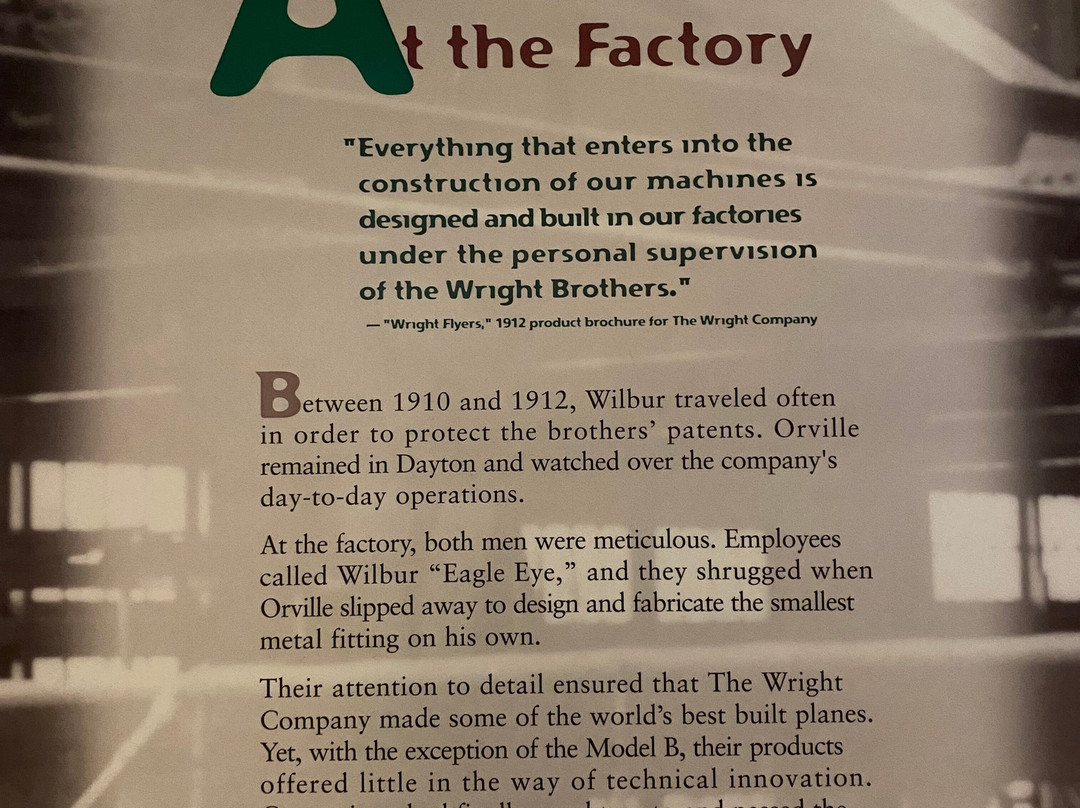 At the Factory
"Everything that enters into the
construction of our machines is
designed and built in our factories
under the personal supervision
of the Wright Brothers."
— "Wright Flyers," 1912 product brochure for The Wright Company
Between 1910 and 1912, Wilbur traveled often
in order to protect the brothers’ patents. Orville
remained in Dayton and watched over the company's
day-to-day operations.
At the factory, both men were meticulous. Employees
called Wilbur “Eagle Eye,” and they shrugged when
Orville slipped away to design and fabricate the smallest
metal fitting on his own.
Their attention to detail ensured that The Wright
Company made some of the world’s best built planes.
Yet, with the exception of the Model B, their products
offered little in the way of technical innovation.